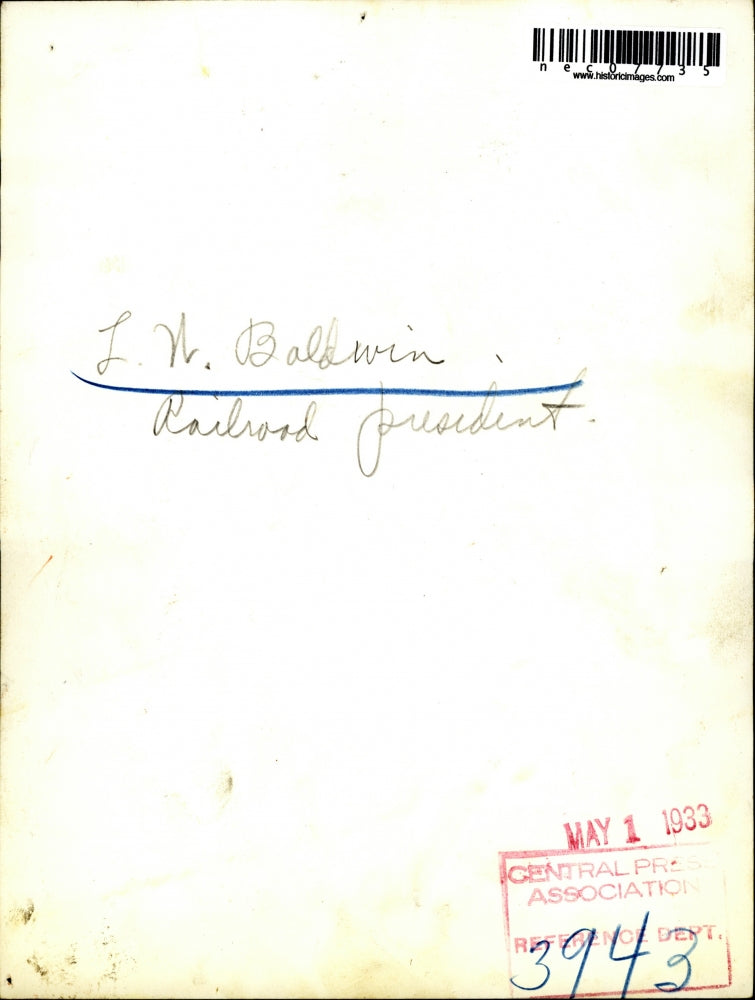 nec07735
www.historicimages.com
L. W. Baldwin.
Railroad president.
MAY 1 1933
CENTRAL PRESS
ASSOCIATION
REFERENCE DEPT.
3943